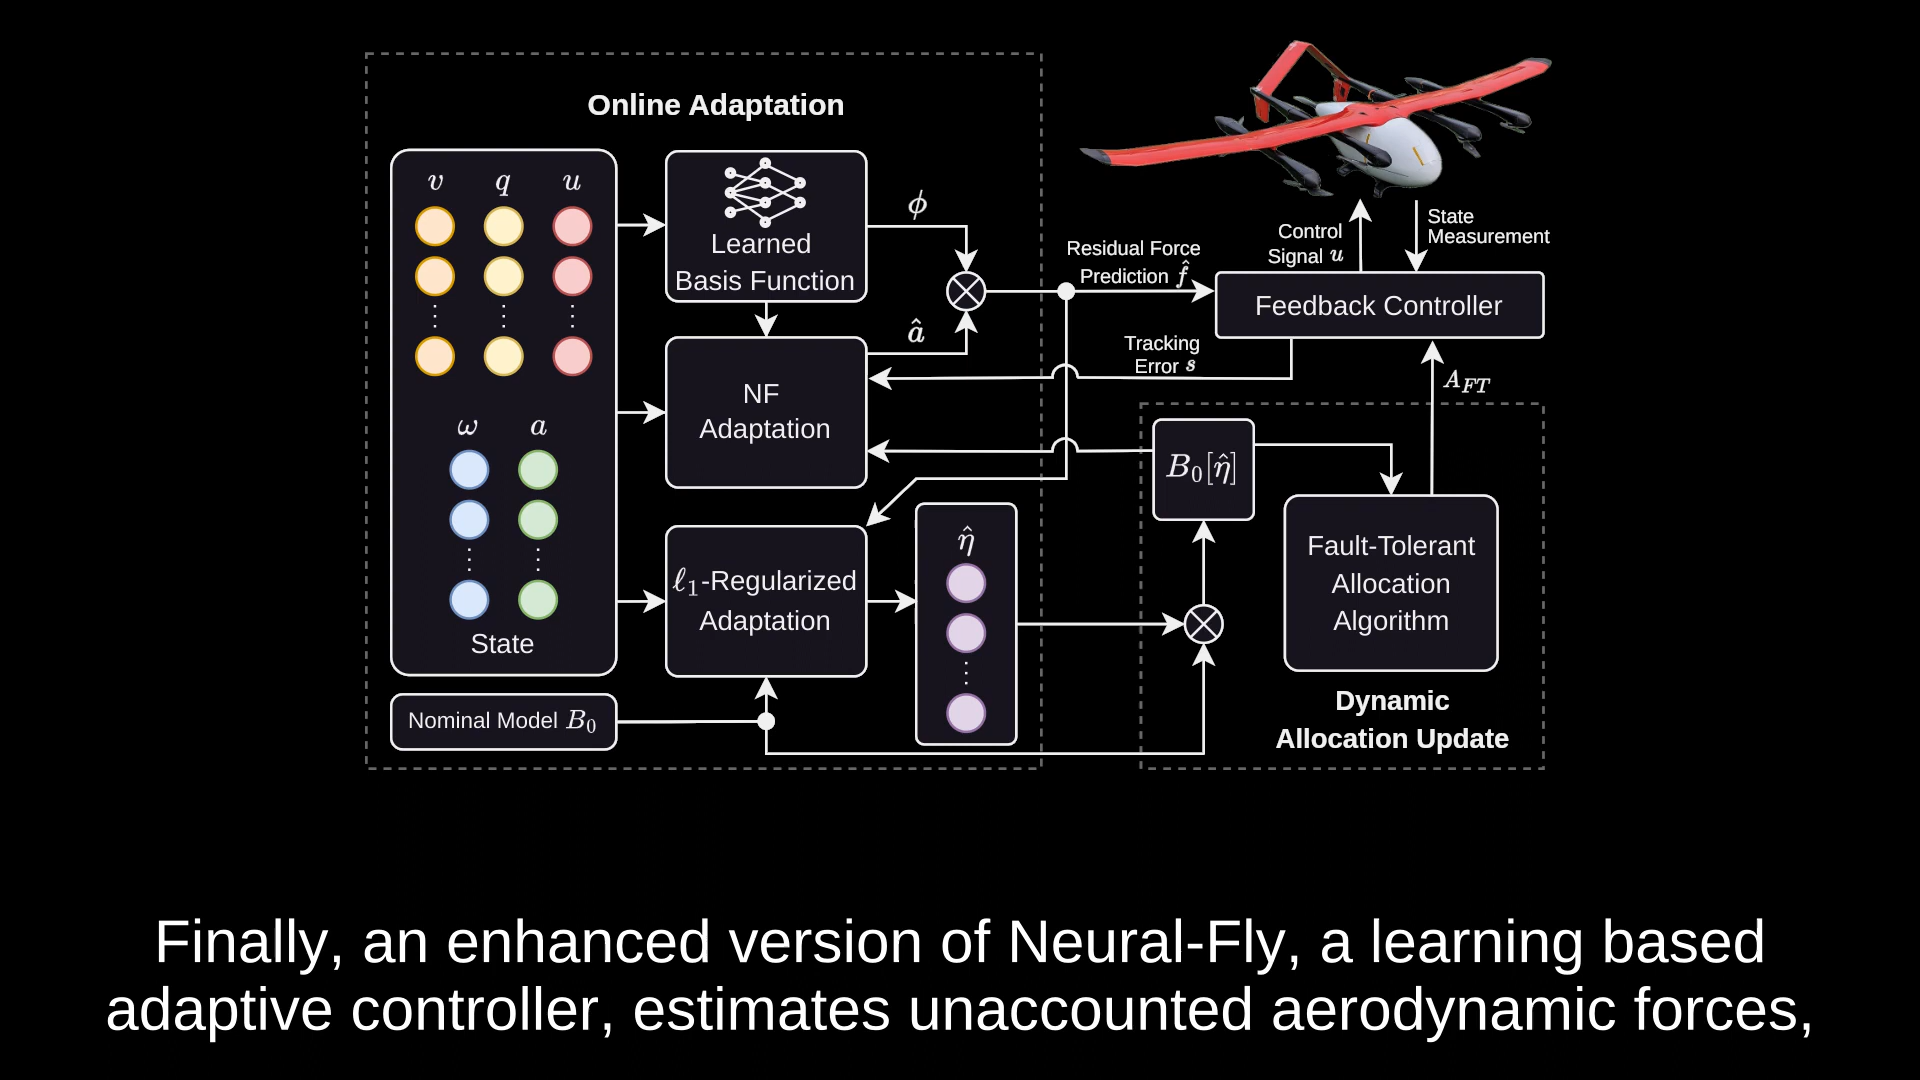 Online Adaptation
v q u
ω a
State
Nominal Model B₀
Learned
Basis Function
NF
Adaptation
ℓ₁-Regularized
Adaptation
ϕ
â
η̂
Residual Force
Prediction f̂
Tracking
Error s
Control
Signal u
State
Measurement
Feedback Controller
A_FT
B₀[η̂]
Fault-Tolerant
Allocation
Algorithm
Dynamic
Allocation Update
Finally, an enhanced version of Neural-Fly, a learning based
adaptive controller, estimates unaccounted aerodynamic forces,